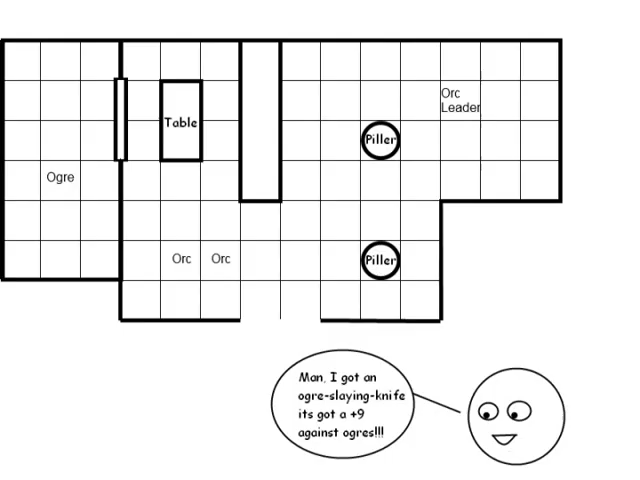 Orc
Leader
Table
Piller
Ogre
Orc Orc
Piller
Man, I got an
ogre-slaying-knife
its got a +9
against ogres!!!